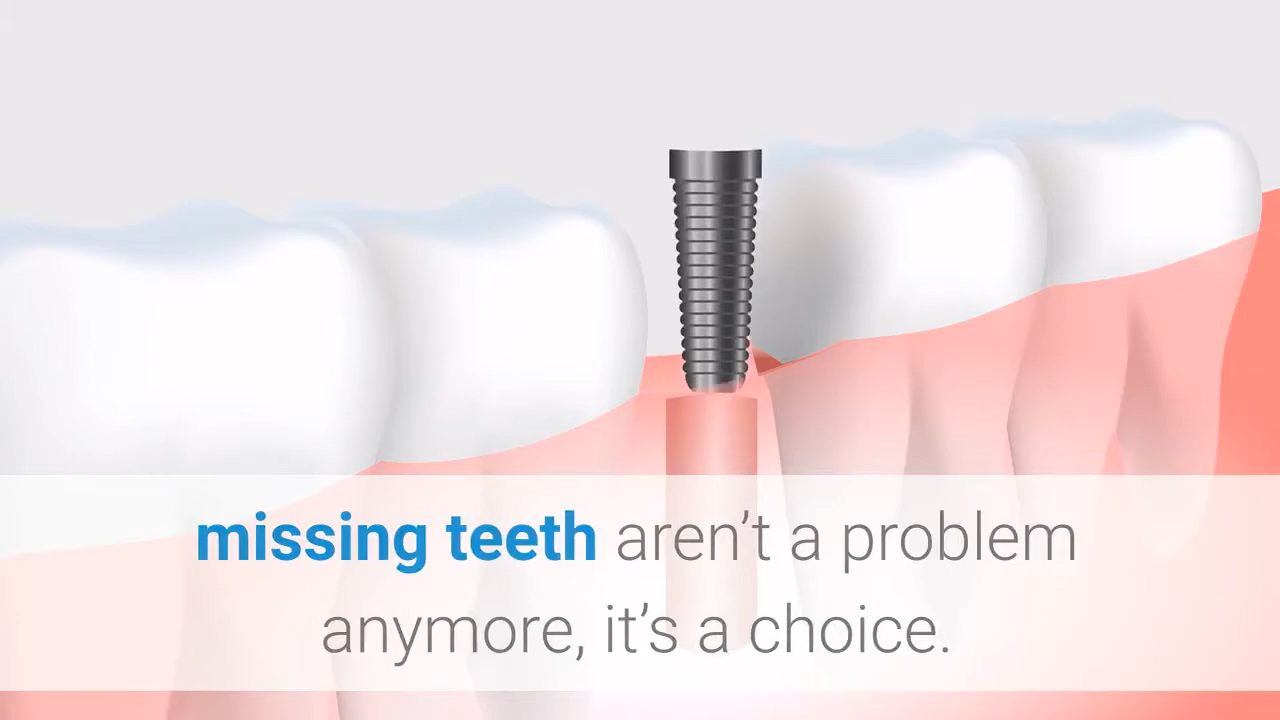 missing teeth aren’t a problem
anymore, it’s a choice.